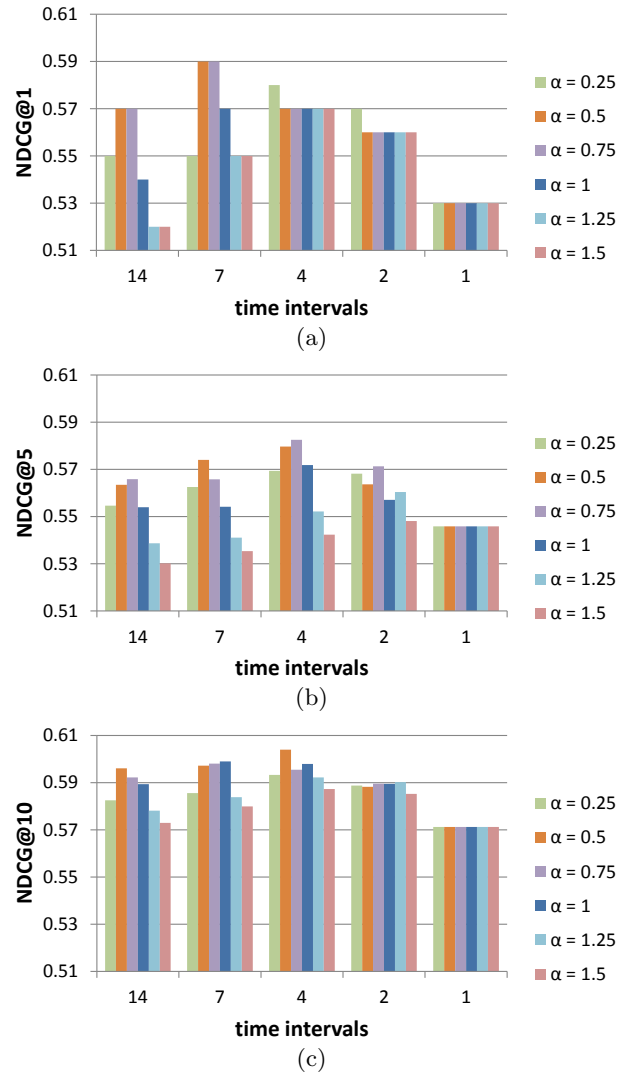 0.61
0.59
0.57
0.55
0.53
0.51
NDCG@1
14 7 4 2 1
time intervals
α = 0.25
α = 0.5
α = 0.75
α = 1
α = 1.25
α = 1.5
(a)
0.61
0.59
0.57
0.55
0.53
0.51
NDCG@5
14 7 4 2 1
time intervals
α = 0.25
α = 0.5
α = 0.75
α = 1
α = 1.25
α = 1.5
(b)
0.61
0.59
0.57
0.55
0.53
0.51
NDCG@10
14 7 4 2 1
time intervals
α = 0.25
α = 0.5
α = 0.75
α = 1
α = 1.25
α = 1.5
(c)